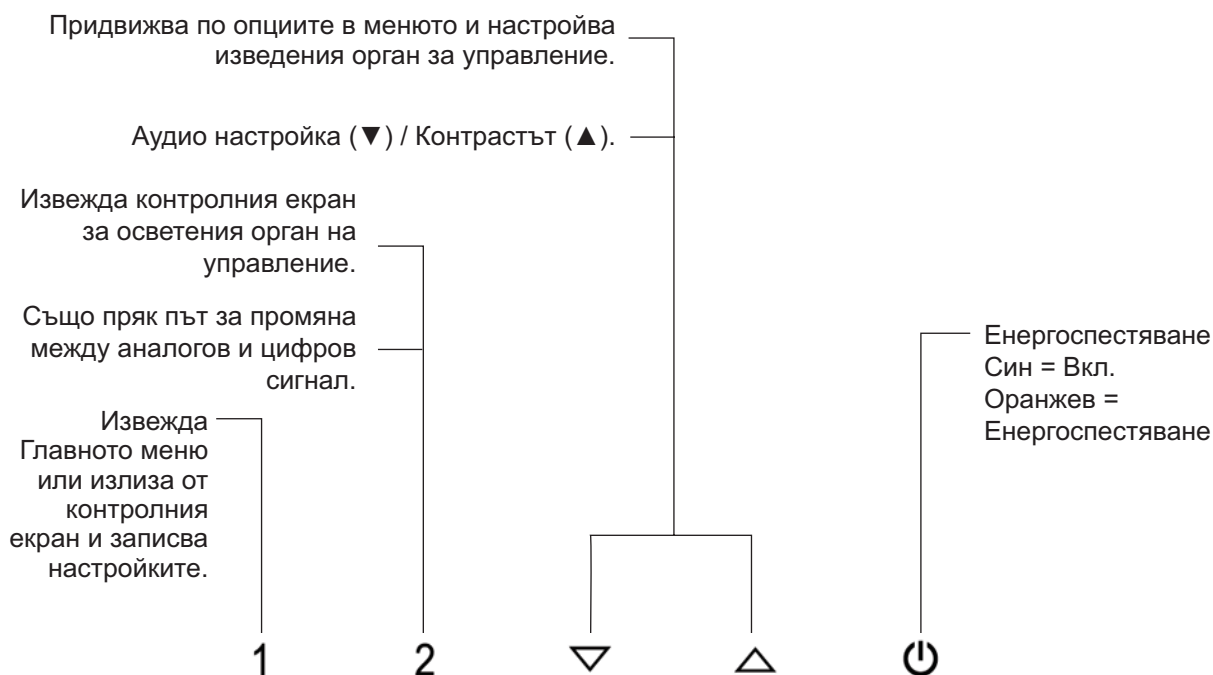 Придвижва по опциите в менюто и настройва
изведения орган за управление.
Аудио настройка (▼) / Контрастът (▲).
Извежда контролния екран
за осветения орган на
управление.
Също пряк път за промяна
между аналогов и цифров
сигнал.
Извежда
Главното меню
или излиза от
контролния
екран и записва
настройките.
Енергоспестяване
Син = Вкл.
Оранжев =
Енергоспестяване
1 2 ▽ △ ⏻